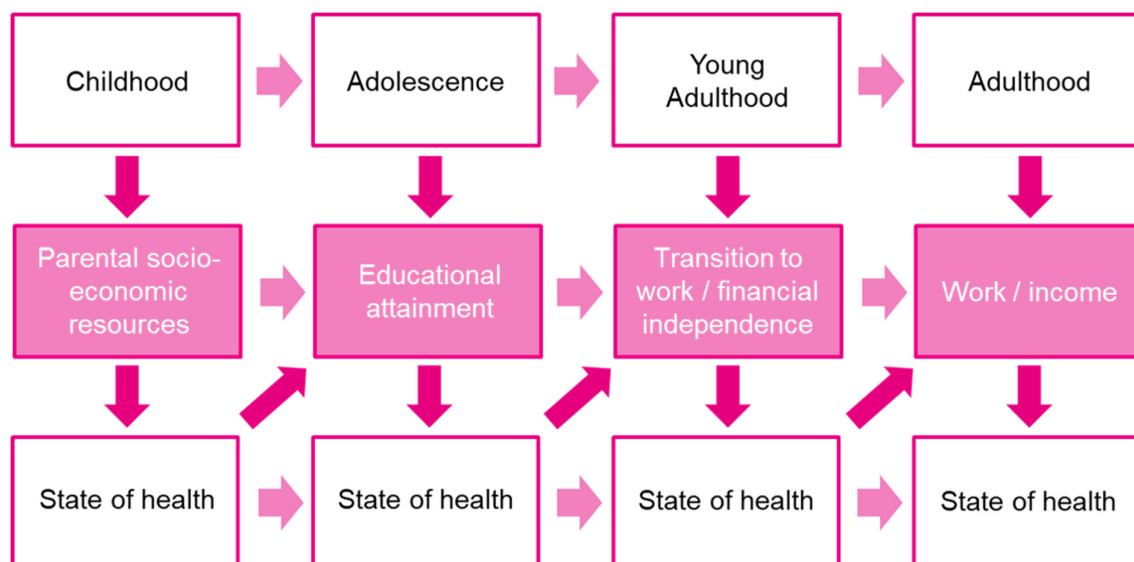 Childhood
Adolescence
Young
Adulthood
Adulthood
Parental socio-
economic
resources
Educational
attainment
Transition to
work / financial
independence
Work / income
State of health
State of health
State of health
State of health